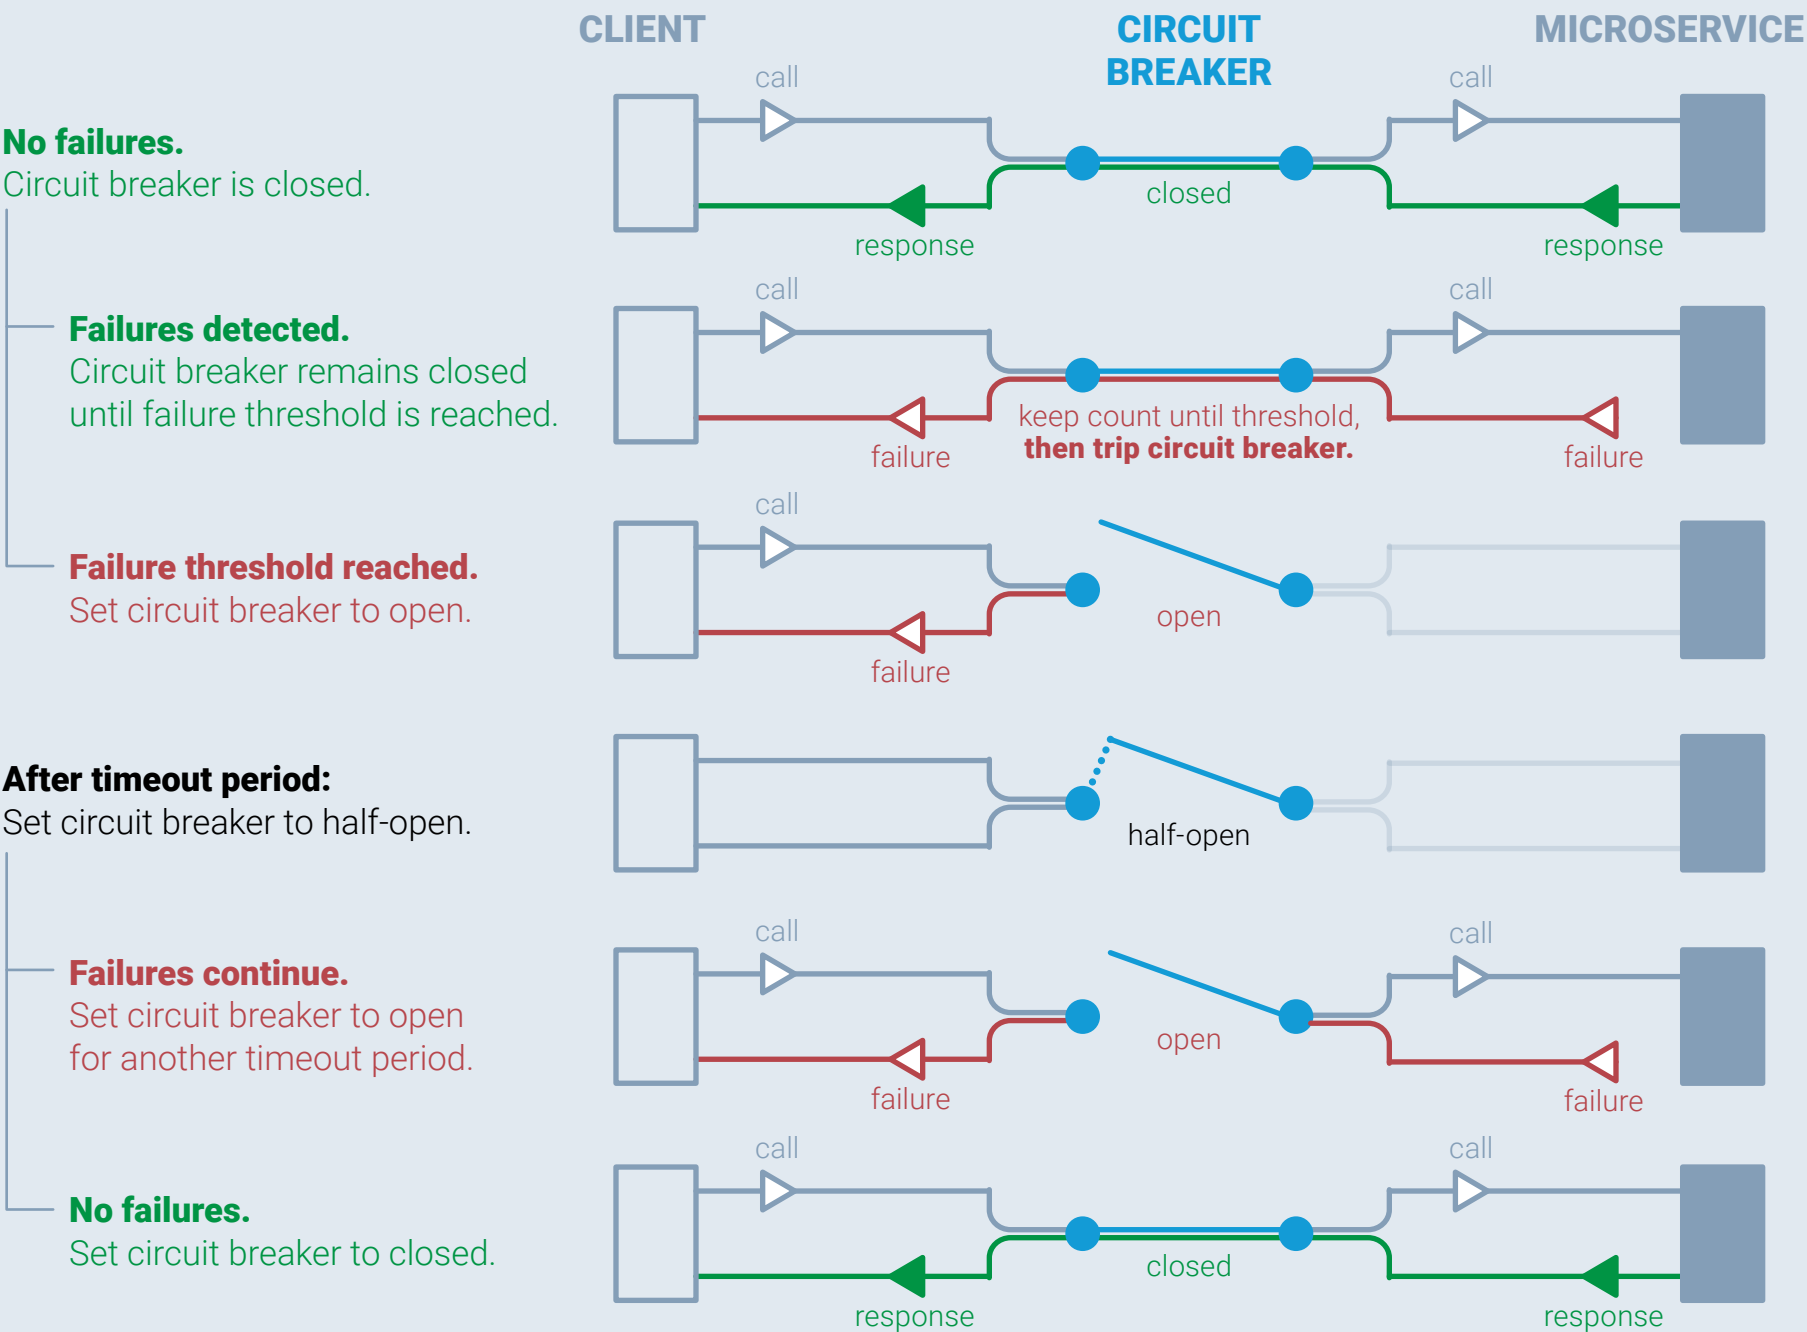 CLIENT
CIRCUIT
BREAKER
MICROSERVICE
No failures.
Circuit breaker is closed.
call
call
closed
response
response
Failures detected.
Circuit breaker remains closed
until failure threshold is reached.
call
call
keep count until threshold,
then trip circuit breaker.
failure
failure
Failure threshold reached.
Set circuit breaker to open.
call
open
failure
After timeout period:
Set circuit breaker to half-open.
half-open
Failures continue.
Set circuit breaker to open
for another timeout period.
call
call
open
failure
failure
No failures.
Set circuit breaker to closed.
call
call
closed
response
response